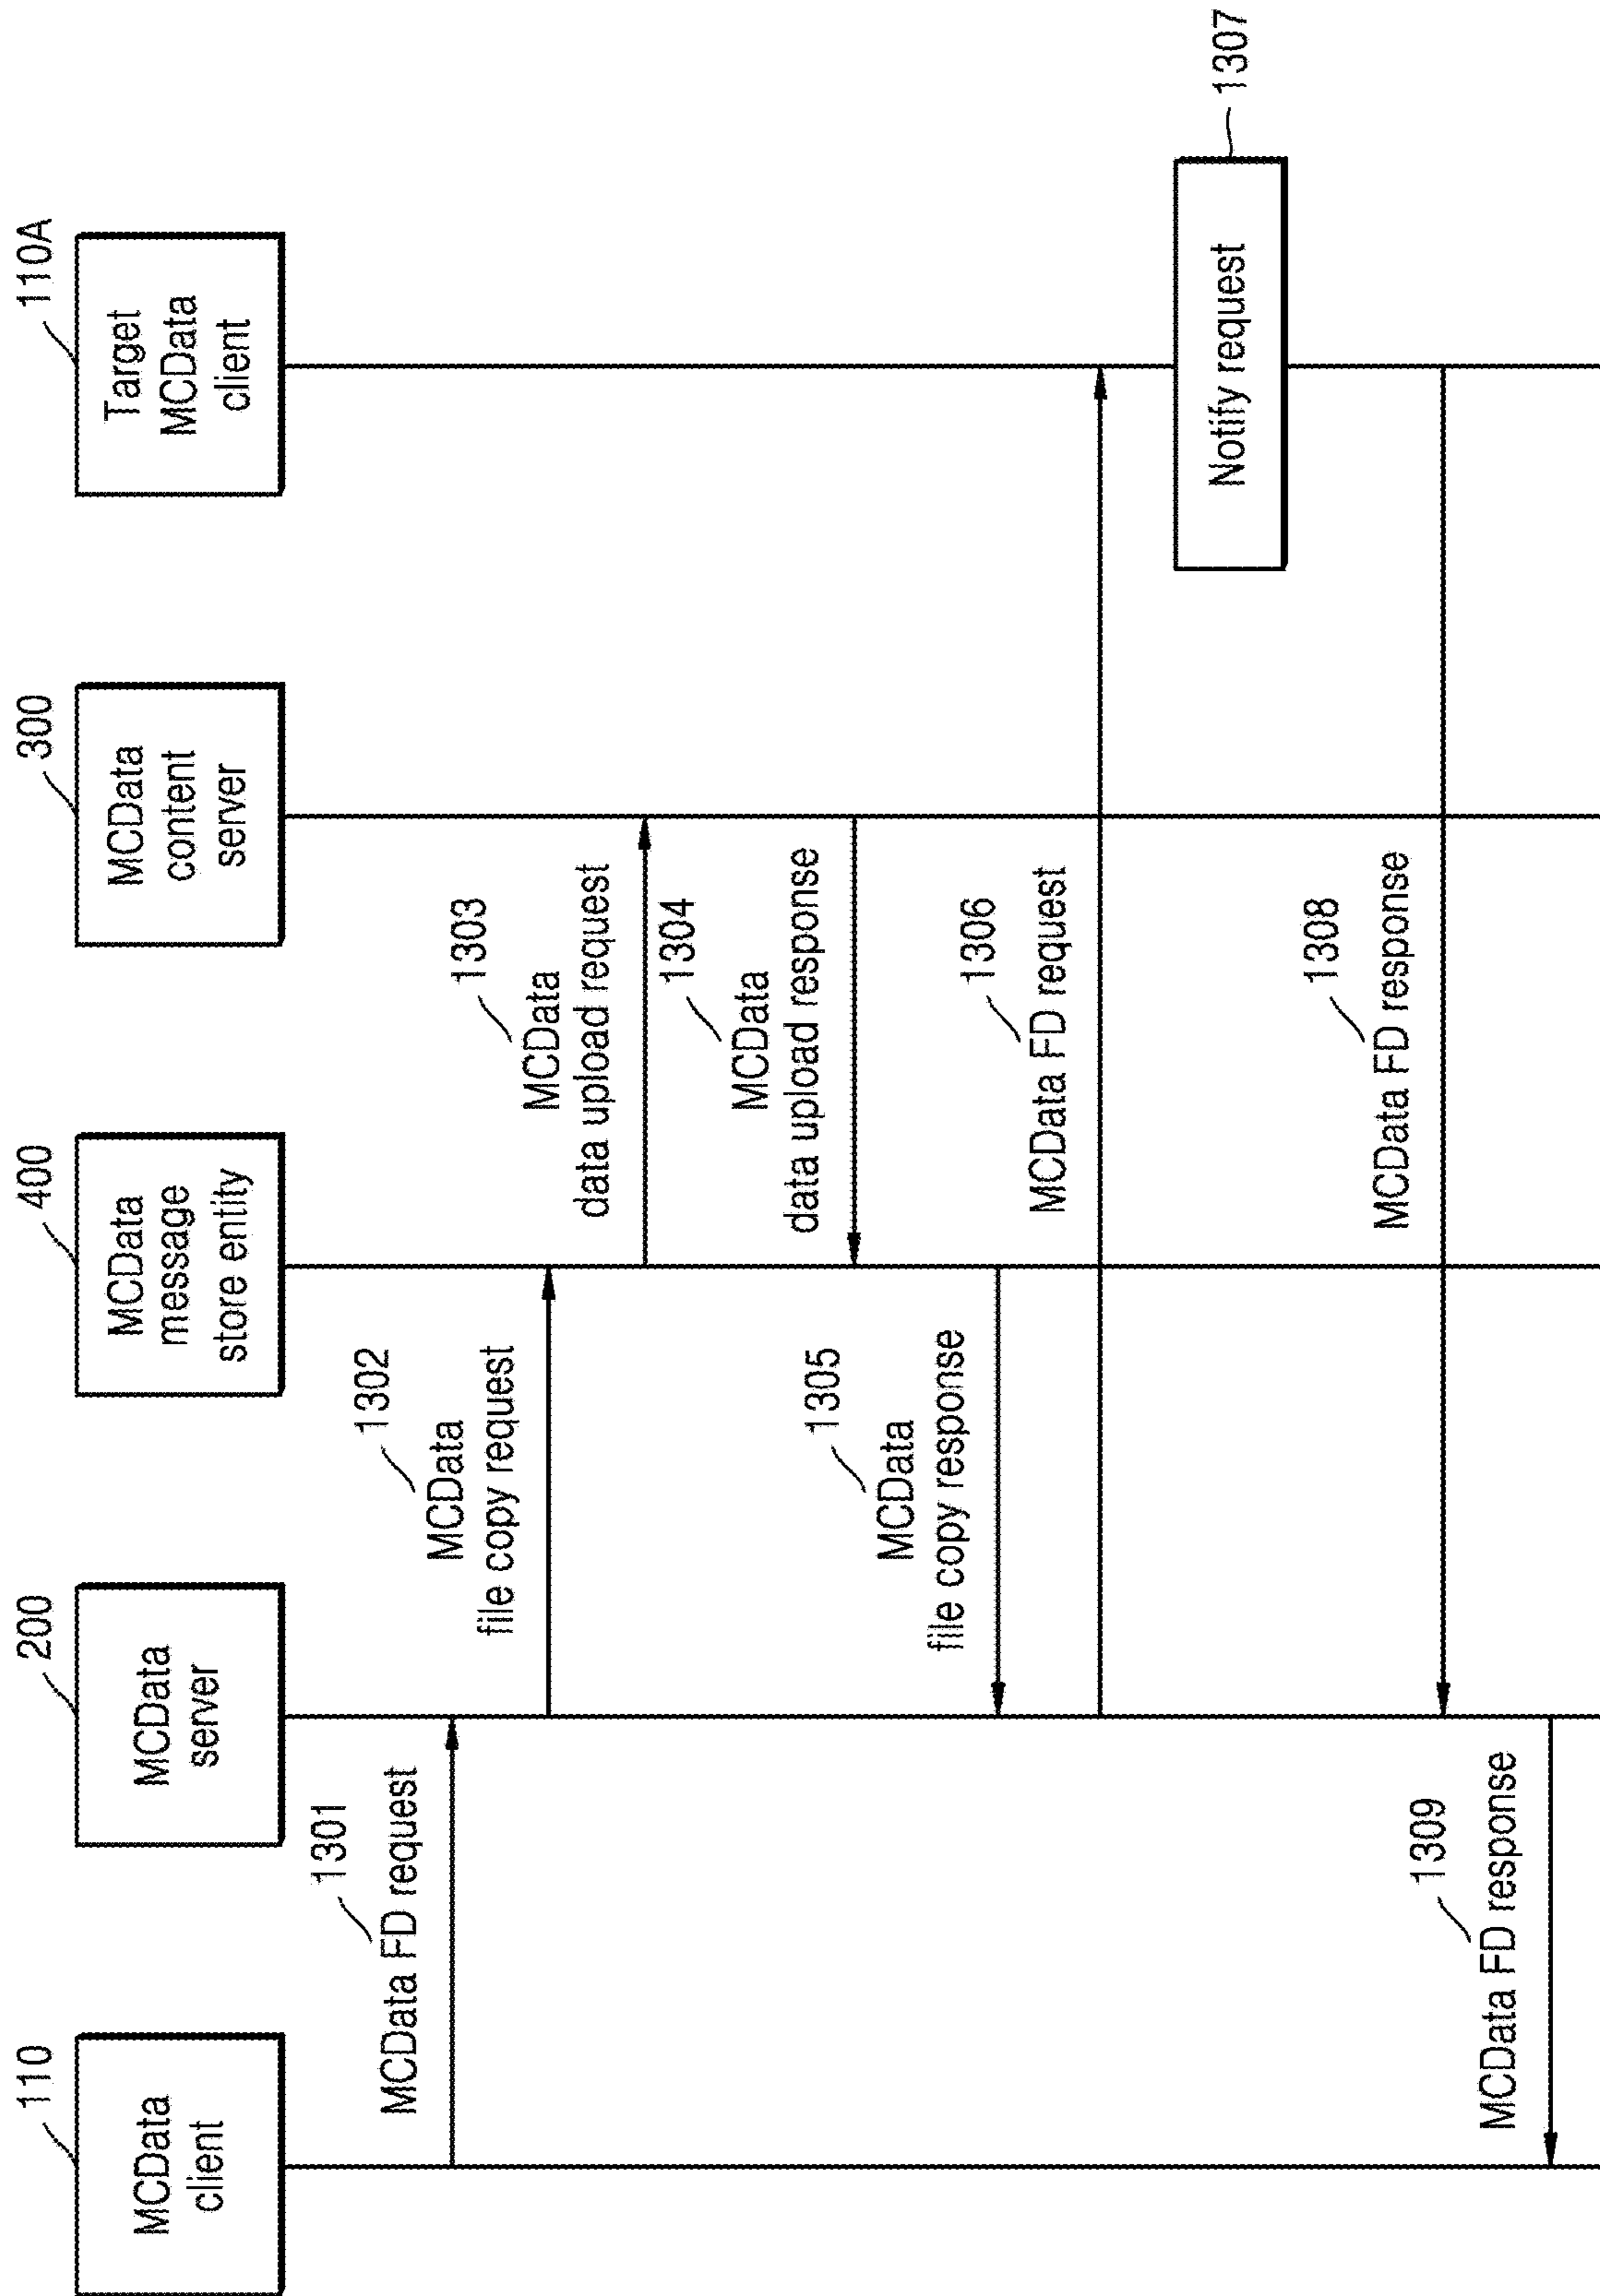 110
MCData
client
200
MCData
server
400
MCData
message
store entity
300
MCData
content
server
110A
Target
MCData
client
1301
MCData FD request
1302
MCData
file copy request
1303
MCData
data upload request
1304
MCData
data upload response
1305
MCData
file copy response
1306
MCData FD request
1307
Notify request
1308
MCData FD response
1309
MCData FD response